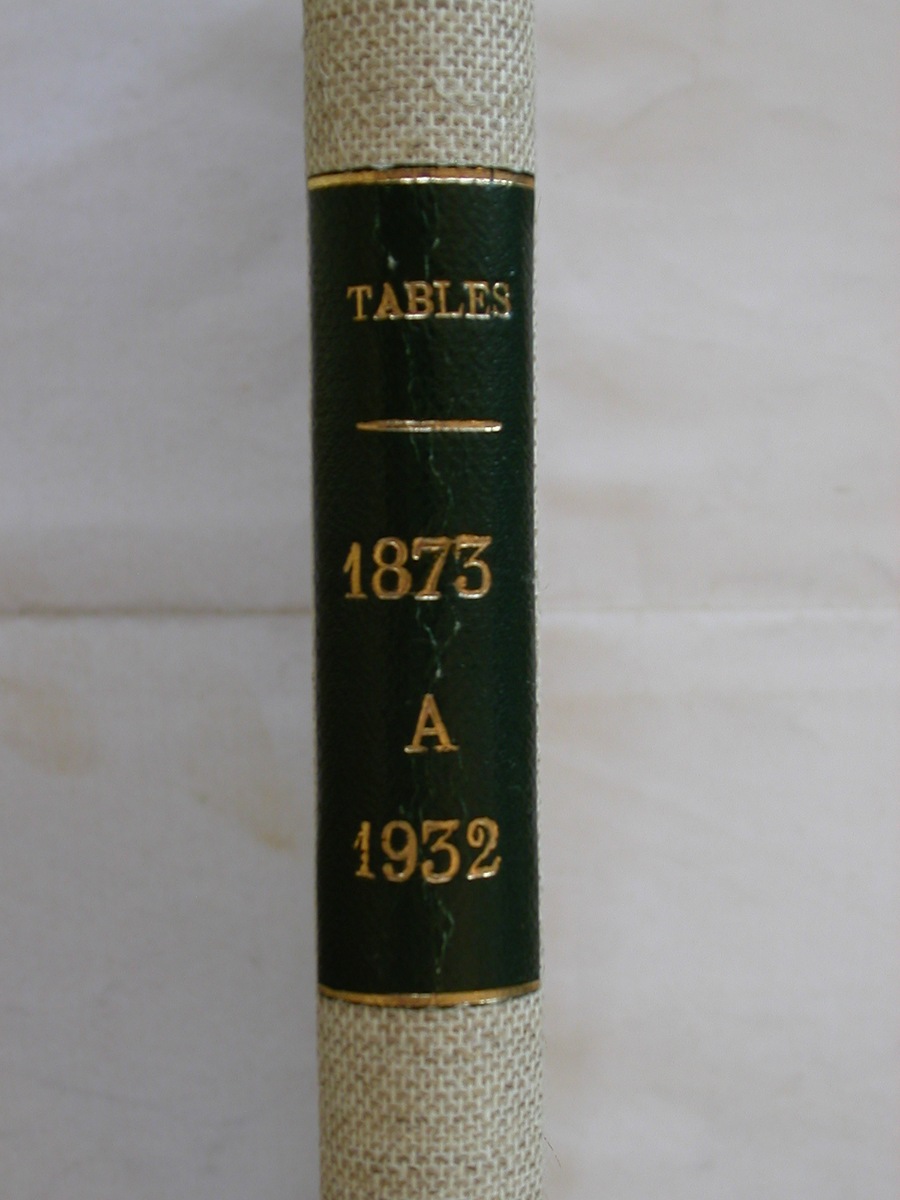 TABLES
1873
A
1932